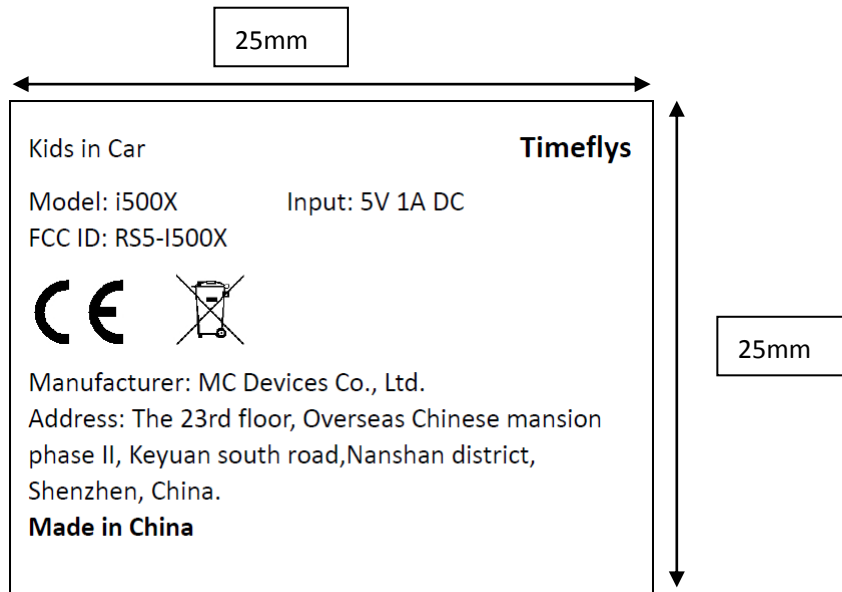 25mm
Kids in Car Timeflys
Model: i500X Input: 5V 1A DC
FCC ID: RS5-I500X
CE
25mm
Manufacturer: MC Devices Co., Ltd.
Address: The 23rd floor, Overseas Chinese mansion
phase II, Keyuan south road,Nanshan district,
Shenzhen, China.
Made in China